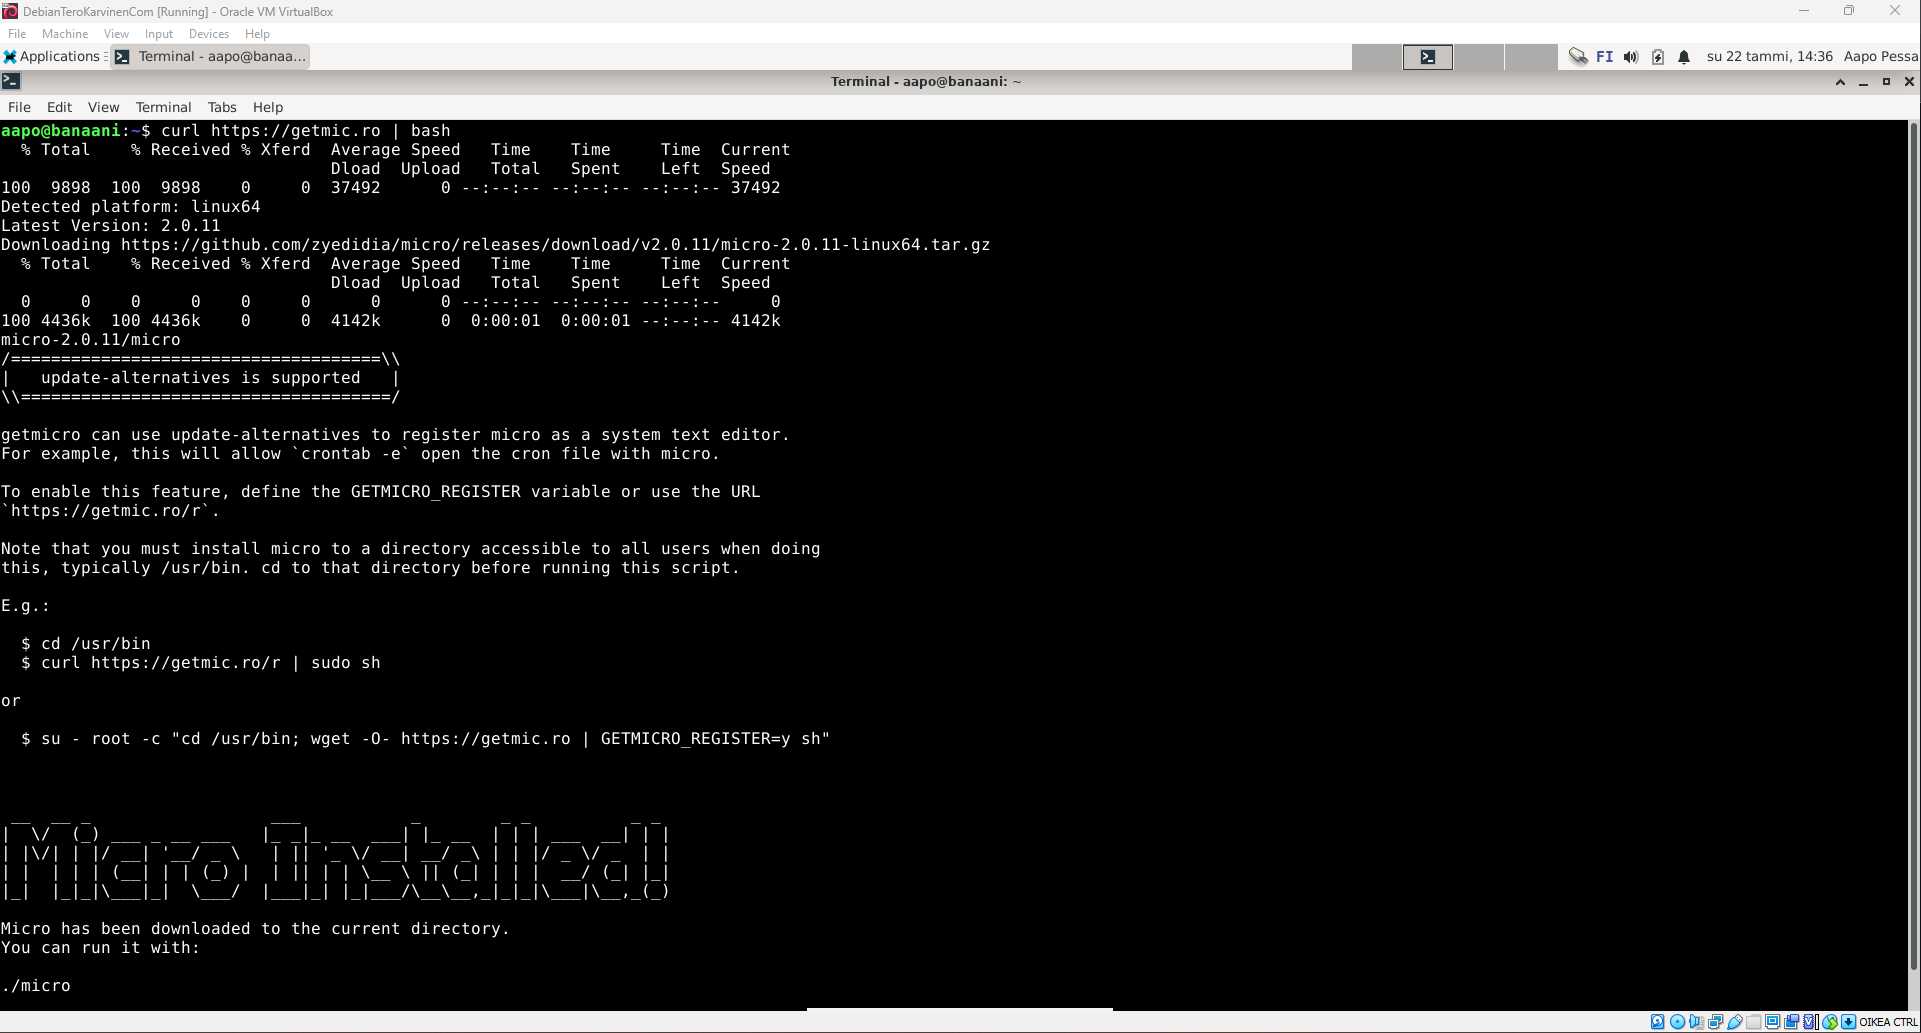 DebianTeroKarvinenCom [Running] - Oracle VM VirtualBox
File Machine View Input Devices Help
Applications Terminal - aapo@banaa... FI su 22 tammi, 14:36 Aapo Pessa
Terminal - aapo@banaani: ~
File Edit View Terminal Tabs Help
aapo@banaani:~$ curl https://getmic.ro | bash
  % Total    % Received % Xferd  Average Speed   Time    Time     Time  Current
                                 Dload  Upload   Total   Spent    Left  Speed
100  9898  100  9898    0     0  37492      0 --:--:-- --:--:-- --:--:-- 37492
Detected platform: linux64
Latest Version: 2.0.11
Downloading https://github.com/zyedidia/micro/releases/download/v2.0.11/micro-2.0.11-linux64.tar.gz
  % Total    % Received % Xferd  Average Speed   Time    Time     Time  Current
                                 Dload  Upload   Total   Spent    Left  Speed
  0     0    0     0    0     0      0      0 --:--:-- --:--:-- --:--:--     0
100 4436k  100 4436k    0     0  4142k      0  0:00:01  0:00:01 --:--:-- 4142k
micro-2.0.11/micro
/=====================================\\
|   update-alternatives is supported   |
\\=====================================/
getmicro can use update-alternatives to register micro as a system text editor.
For example, this will allow `crontab -e` open the cron file with micro.
To enable this feature, define the GETMICRO_REGISTER variable or use the URL
`https://getmic.ro/r`.
Note that you must install micro to a directory accessible to all users when doing
this, typically /usr/bin. cd to that directory before running this script.
E.g.:
  $ cd /usr/bin
  $ curl https://getmic.ro/r | sudo sh
or
  $ su - root -c "cd /usr/bin; wget -O- https://getmic.ro | GETMICRO_REGISTER=y sh"
Micro Installed!
Micro has been downloaded to the current directory.
You can run it with:
./micro
OIKEA CTRL